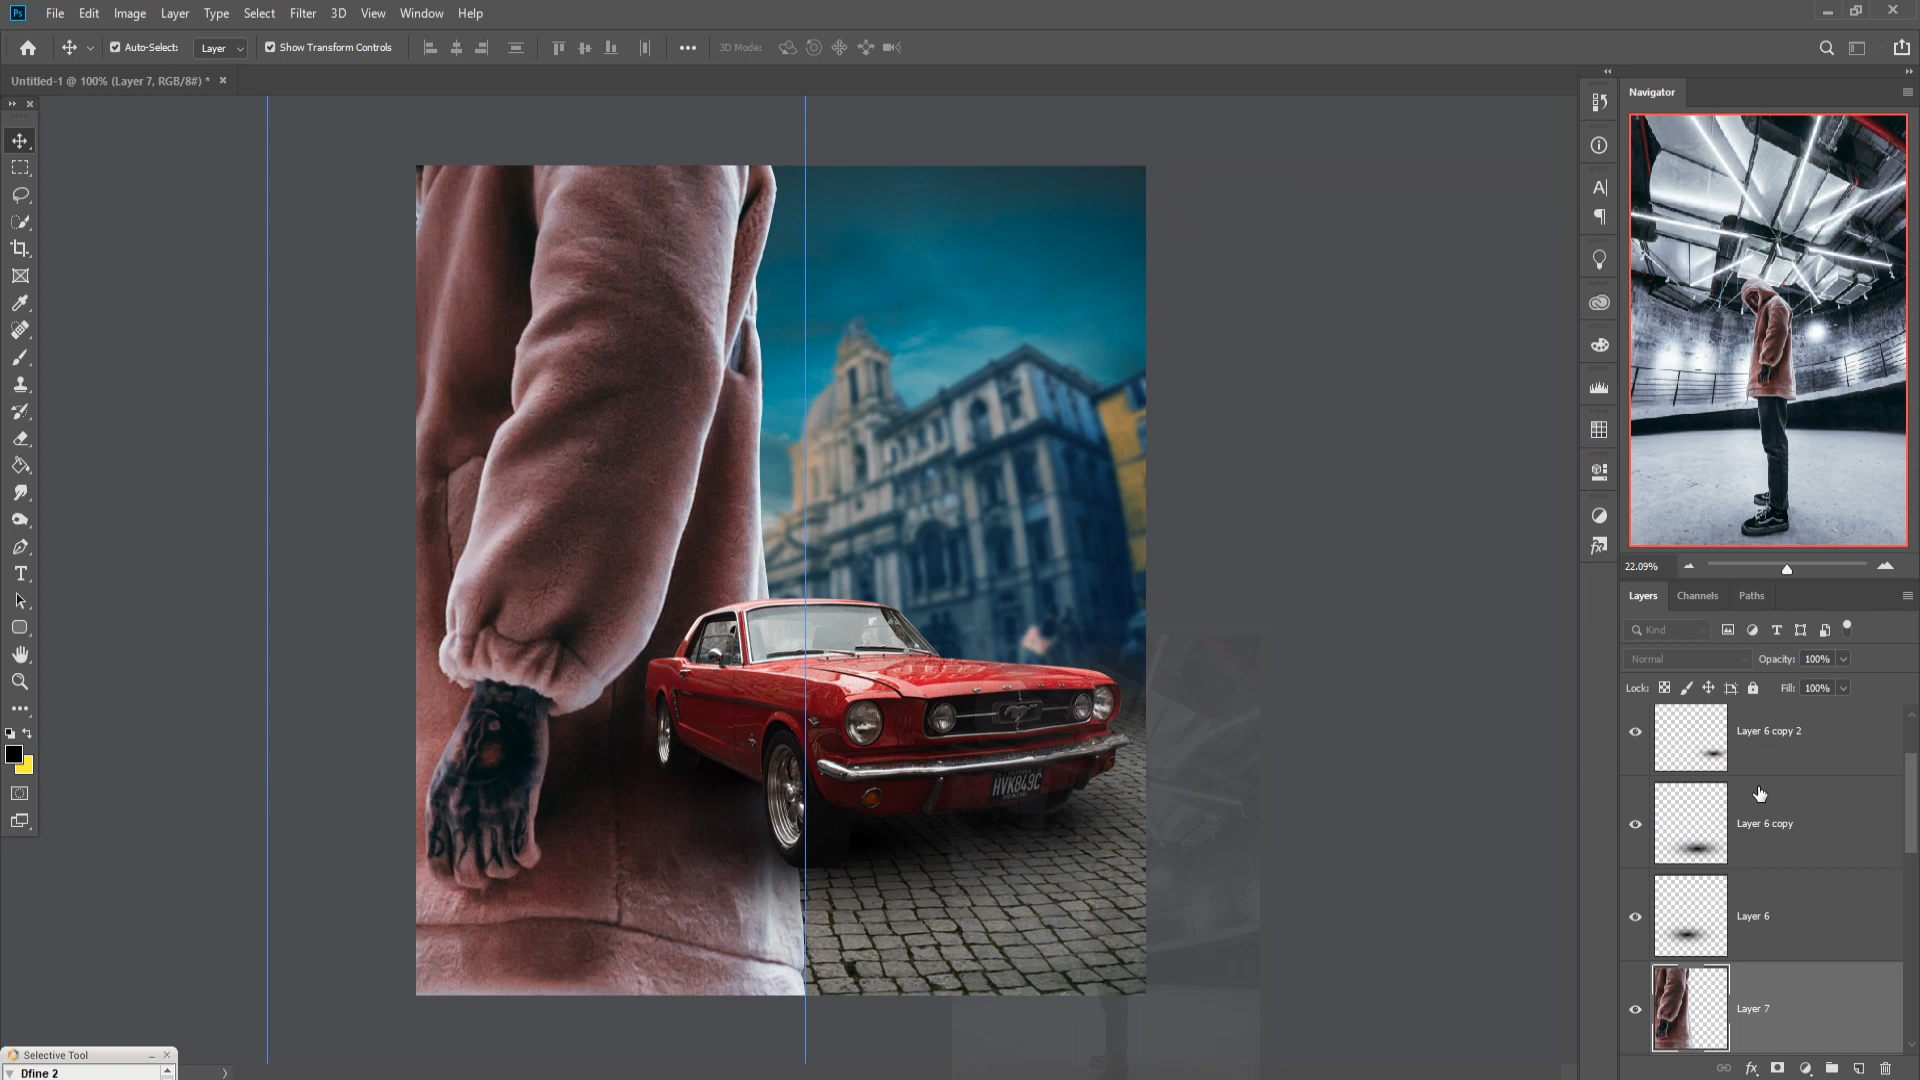 Ps File Edit Image Layer Type Select Filter 3D View Window Help
Auto-Select: Layer Show Transform Controls 3D Mode:
Untitled-1 @ 100% (Layer 7, RGB/8#) *
Navigator
22.09%
Layers Channels Paths
Kind
Normal Opacity: 100%
Lock: Fill: 100%
Layer 6 copy 2
Layer 6 copy
Layer 6
Layer 7
HVK849C
Selective Tool
Dfine 2